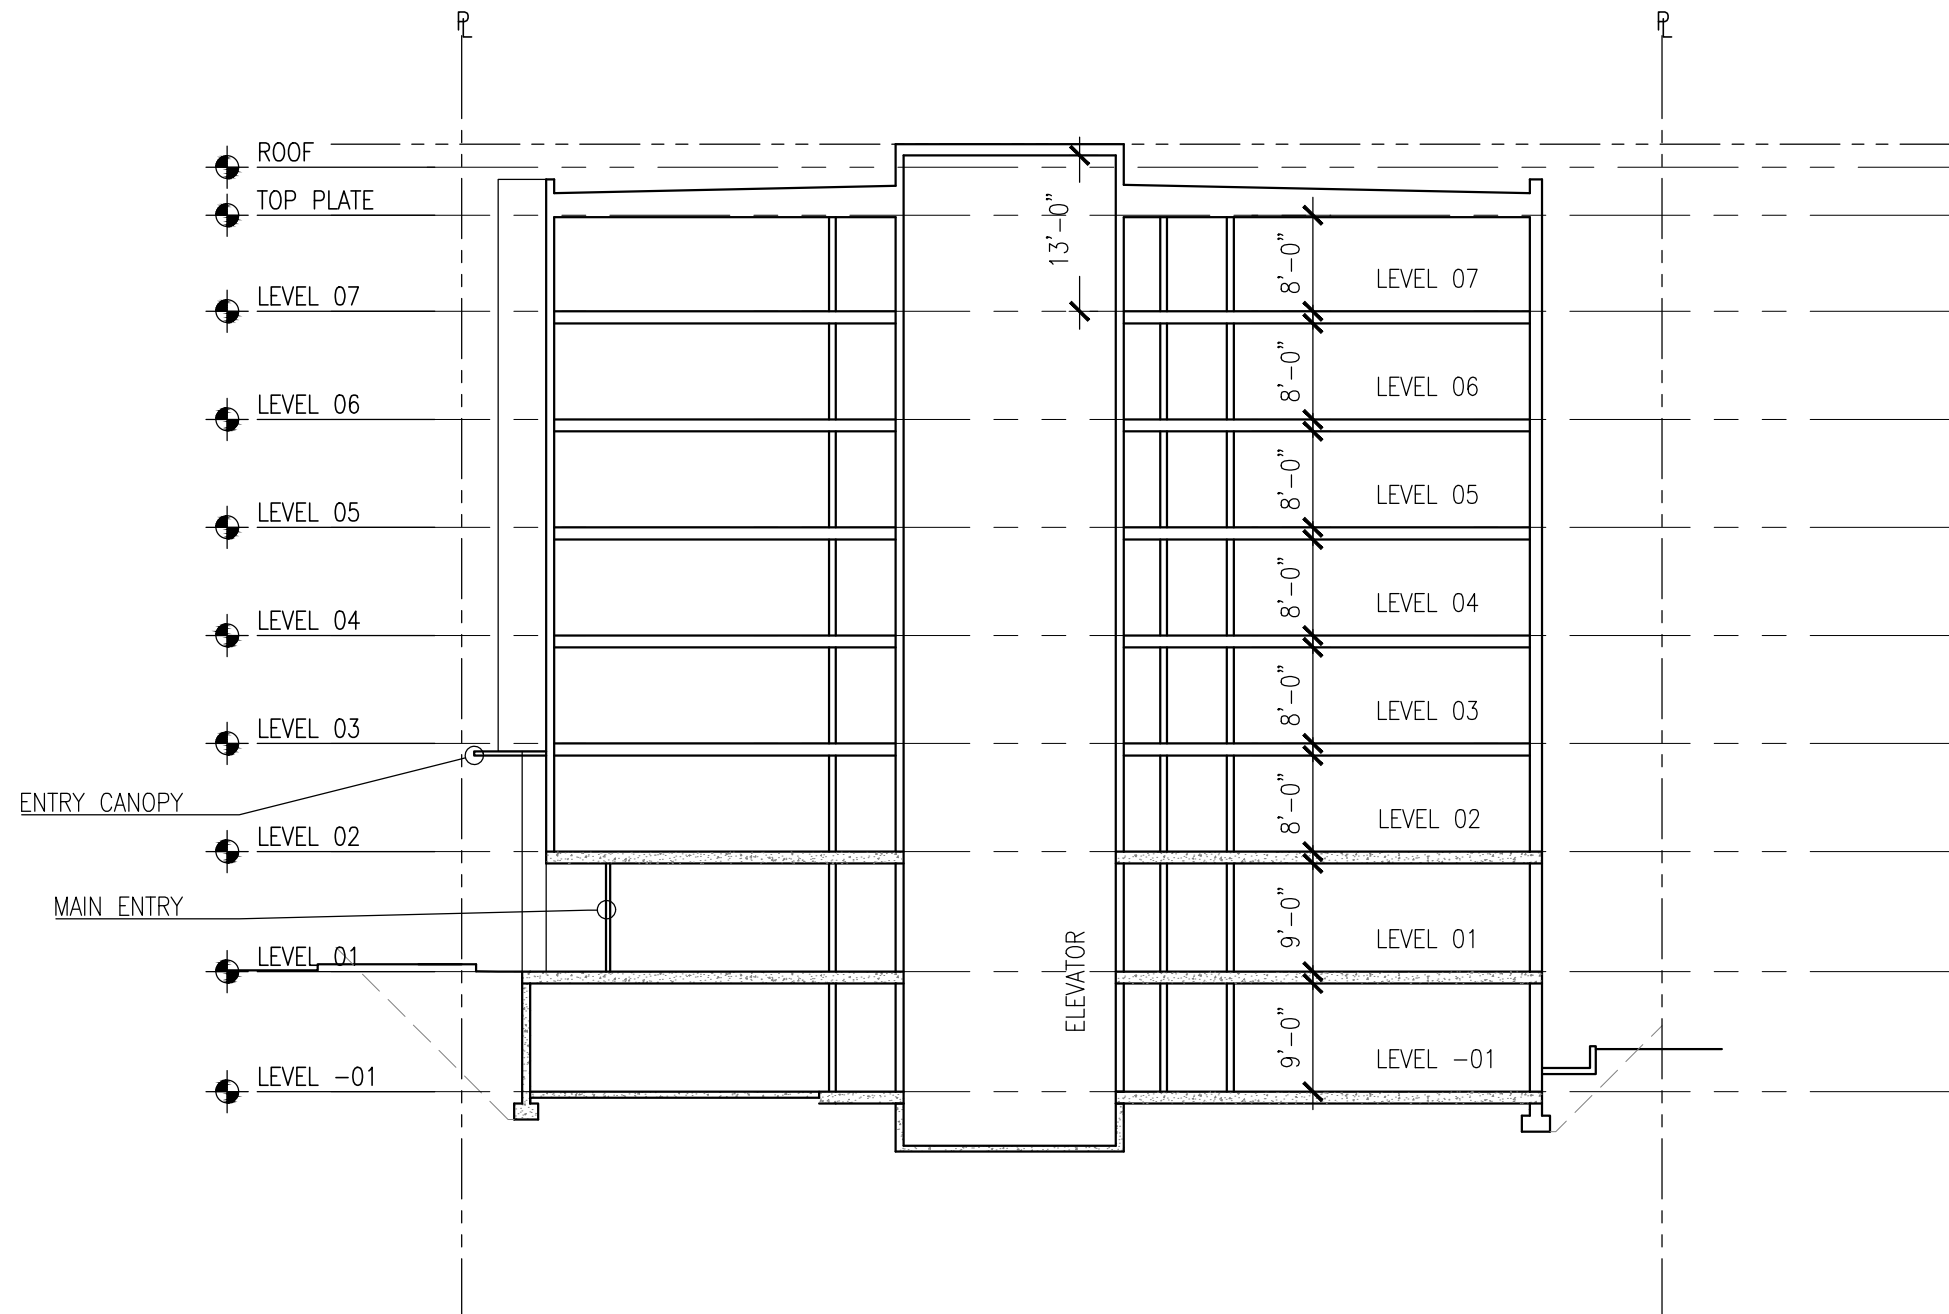 PL
PL
ROOF
TOP PLATE
13'-0"
8'-0"
LEVEL 07
LEVEL 07
8'-0"
LEVEL 06
LEVEL 06
8'-0"
LEVEL 05
LEVEL 05
8'-0"
LEVEL 04
LEVEL 04
8'-0"
LEVEL 03
LEVEL 03
ENTRY CANOPY
8'-0"
LEVEL 02
LEVEL 02
MAIN ENTRY
9'-0"
LEVEL 01
LEVEL 01
ELEVATOR
9'-0"
LEVEL -01
LEVEL -01